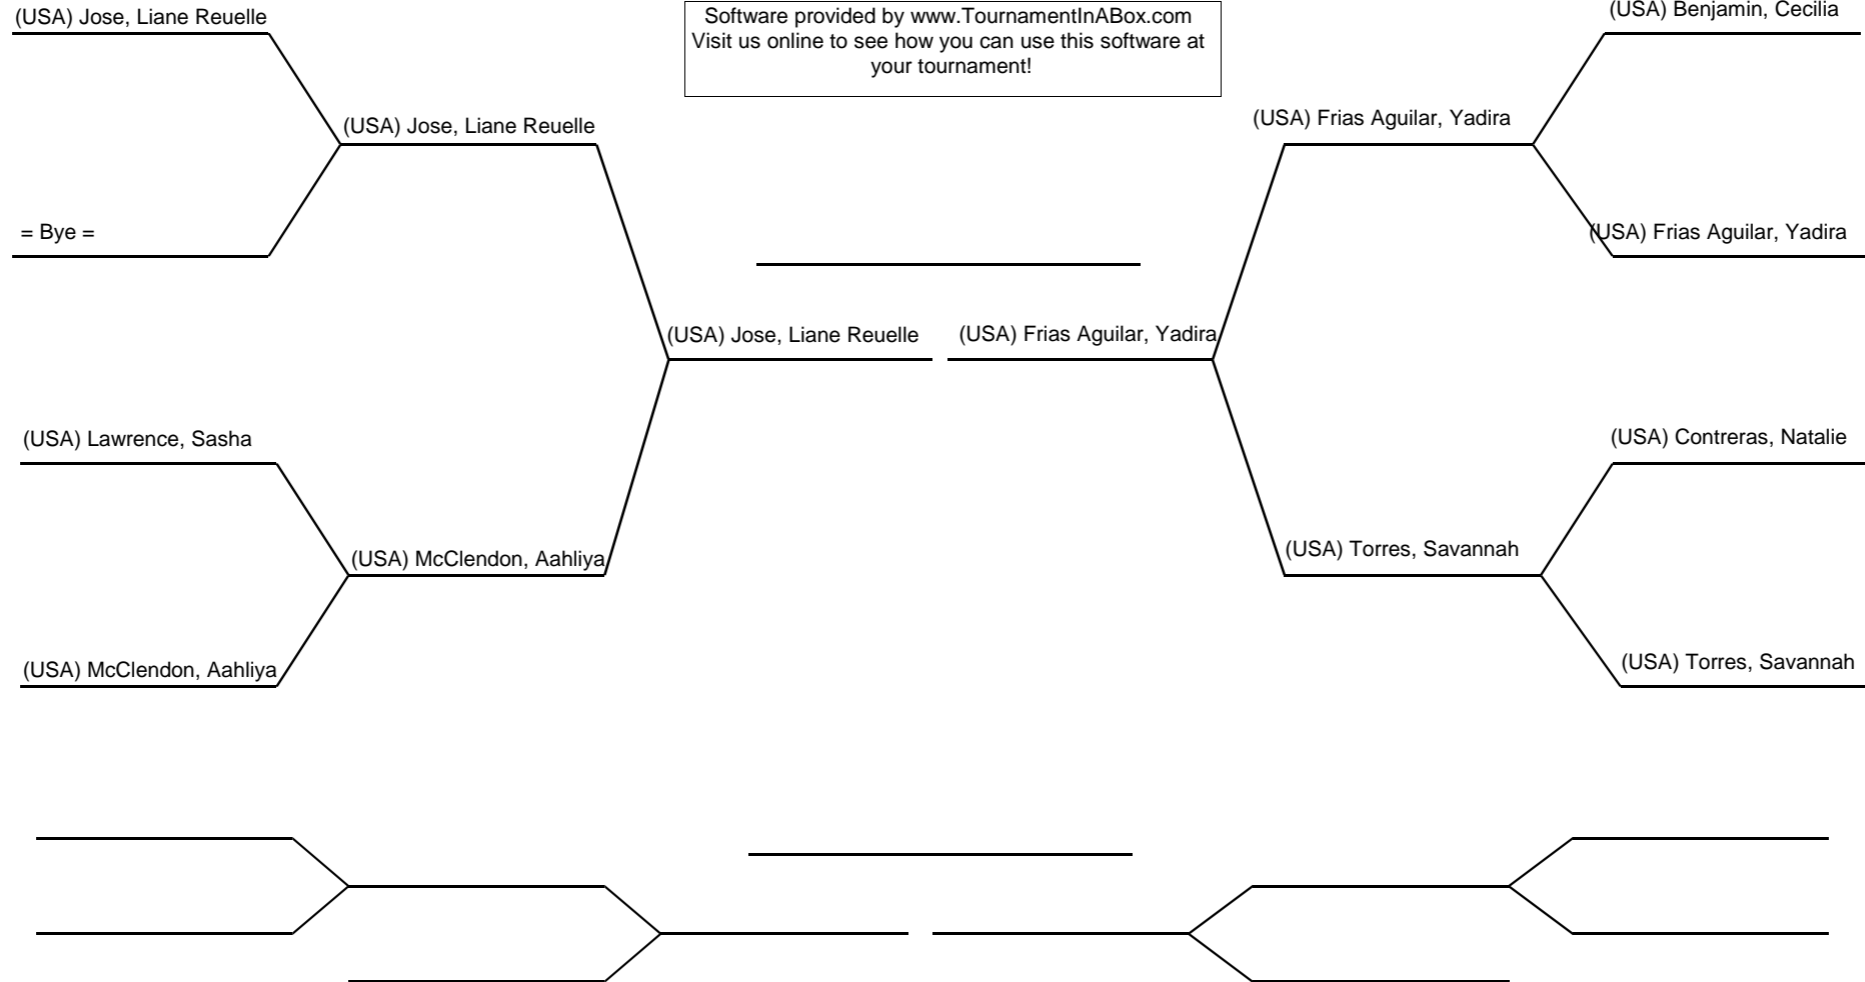 (USA) Jose, Liane Reuelle
Software provided by www.TournamentInABox.com
Visit us online to see how you can use this software at
your tournament!
(USA) Benjamin, Cecilia
(USA) Jose, Liane Reuelle
(USA) Frias Aguilar, Yadira
= Bye =
(USA) Frias Aguilar, Yadira
(USA) Jose, Liane Reuelle
(USA) Frias Aguilar, Yadira
(USA) Lawrence, Sasha
(USA) Contreras, Natalie
(USA) McClendon, Aahliya
(USA) Torres, Savannah
(USA) McClendon, Aahliya
(USA) Torres, Savannah